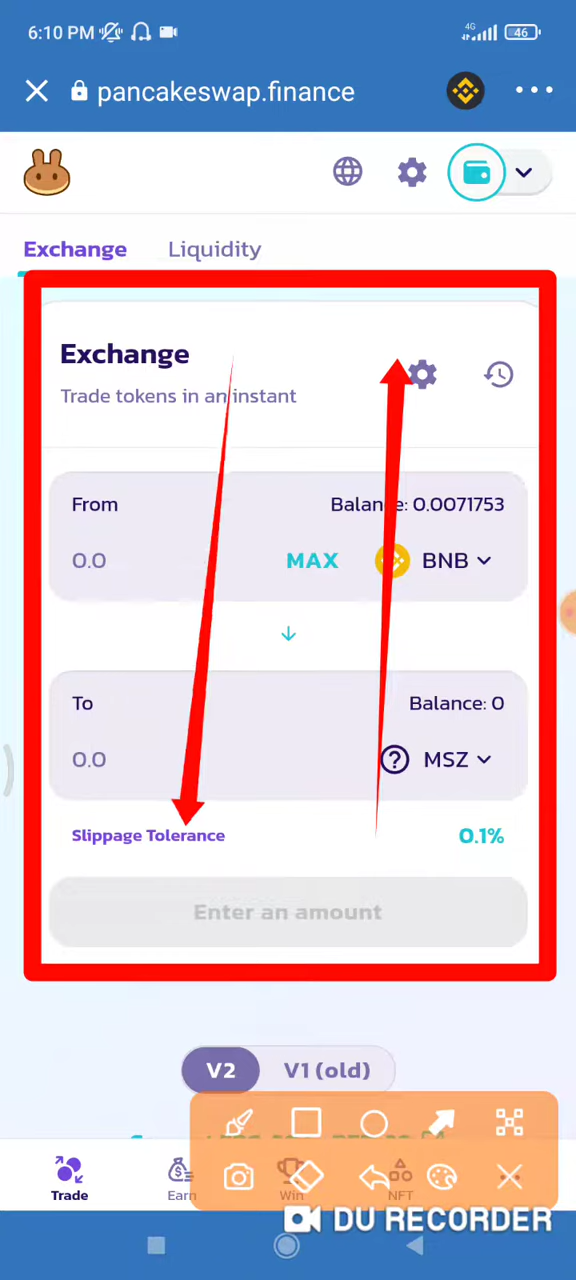 6:10 PM
4G
46
pancakeswap.finance
Exchange Liquidity
Exchange
Trade tokens in an instant
From Balance: 0.0071753
0.0 MAX BNB
To Balance: 0
0.0 MSZ
Slippage Tolerance 0.1%
Enter an amount
V2 V1 (old)
Trade Earn Win NFT
DU RECORDER